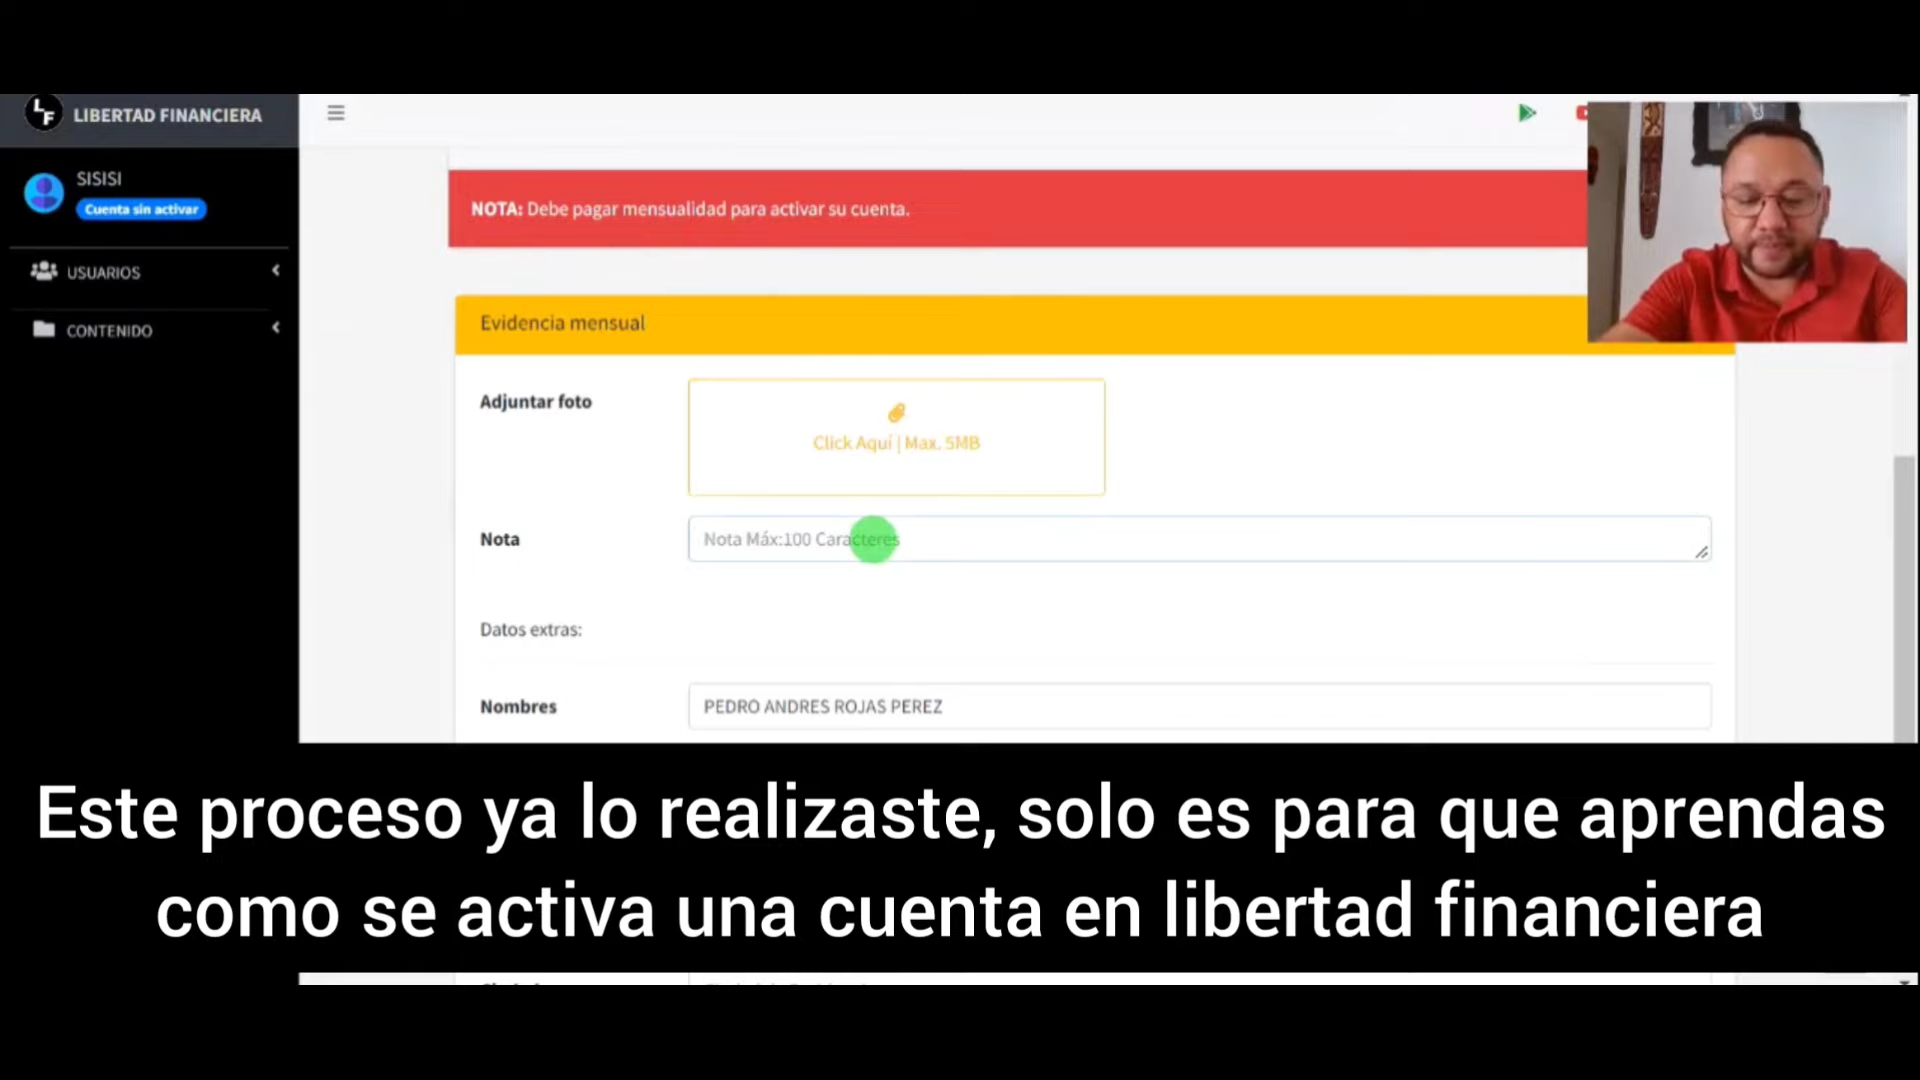 LF LIBERTAD FINANCIERA
SISISI
Cuenta sin activar
USUARIOS
CONTENIDO
NOTA: Debe pagar mensualidad para activar su cuenta.
Evidencia mensual
Adjuntar foto
Click Aquí | Max. 5MB
Nota
Nota Máx:100 Caracteres
Datos extras:
Nombres
PEDRO ANDRES ROJAS PEREZ
Este proceso ya lo realizaste, solo es para que aprendas
como se activa una cuenta en libertad financiera